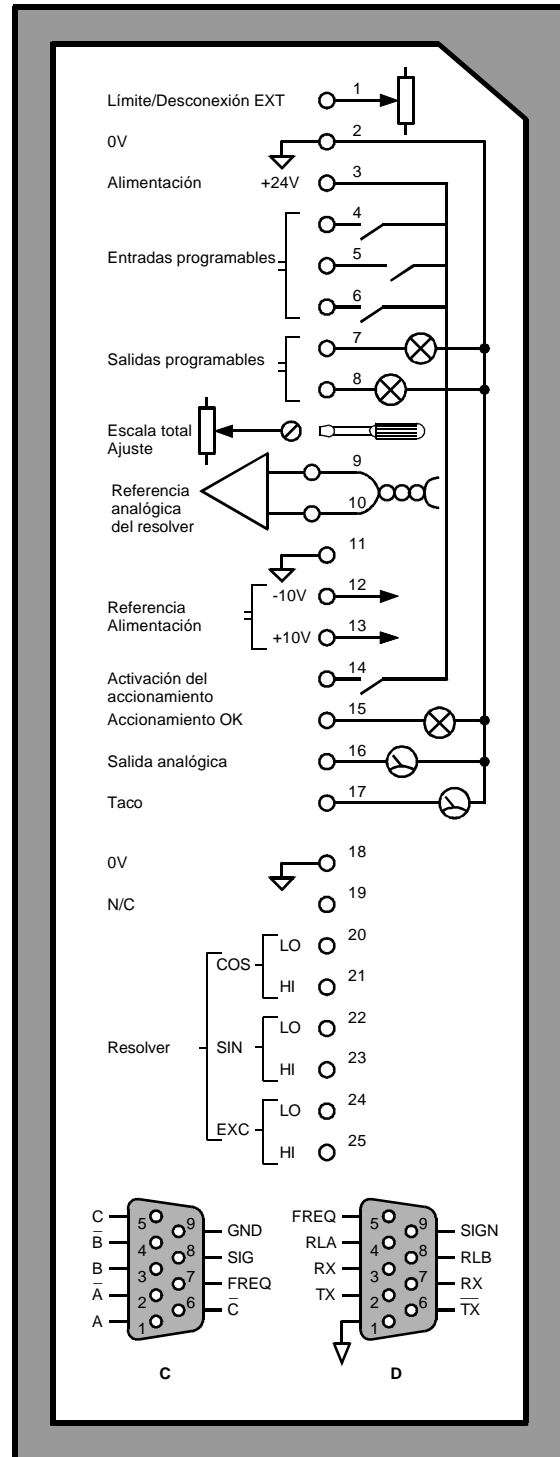 Límite/Desconexión EXT 1
0V 2
Alimentación +24V 3
4
Entradas programables 5
6
7
Salidas programables
8
Escala total
Ajuste
9
Referencia
analógica
del resolver
10
11
-10V 12
Referencia
Alimentación
+10V 13
14
Activación del
accionamiento
Accionamiento OK 15
Salida analógica 16
Taco 17
0V 18
N/C 19
LO 20
COS
HI 21
LO 22
Resolver SIN
HI 23
LO 24
EXC
HI 25
C 5 9 GND
B̅ 4 8 SIG
B 3 7 FREQ
A̅ 2 6 C̅
A 1
C
FREQ 5 9 SIGN
RLA 4 8 RLB
RX 3 7 RX
TX 2 6 T̅X̅
1
D